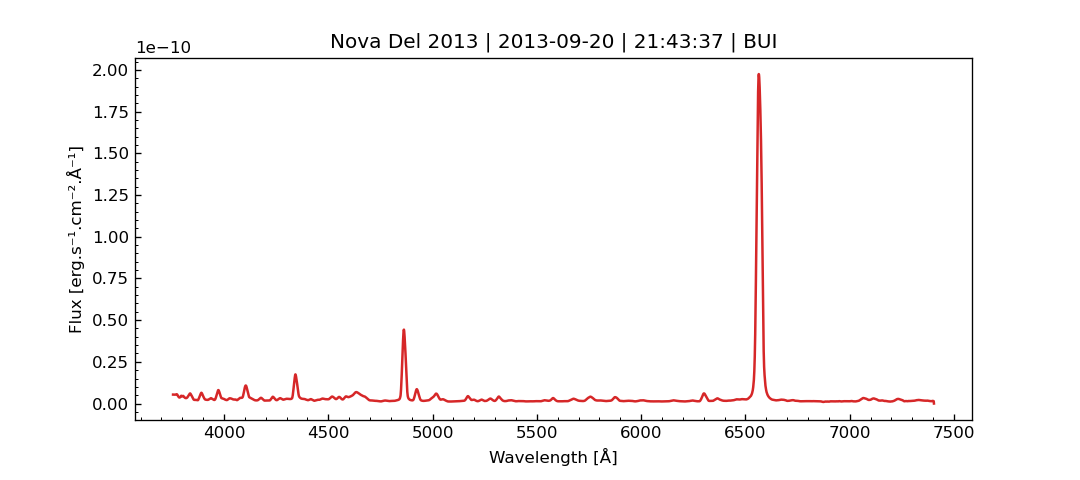 Nova Del 2013 | 2013-09-20 | 21:43:37 | BUI
1e−10
2.00
1.75
1.50
1.25
1.00
0.75
0.50
0.25
0.00
Flux [erg.s⁻¹.cm⁻².Å⁻¹]
4000 4500 5000 5500 6000 6500 7000 7500
Wavelength [Å]